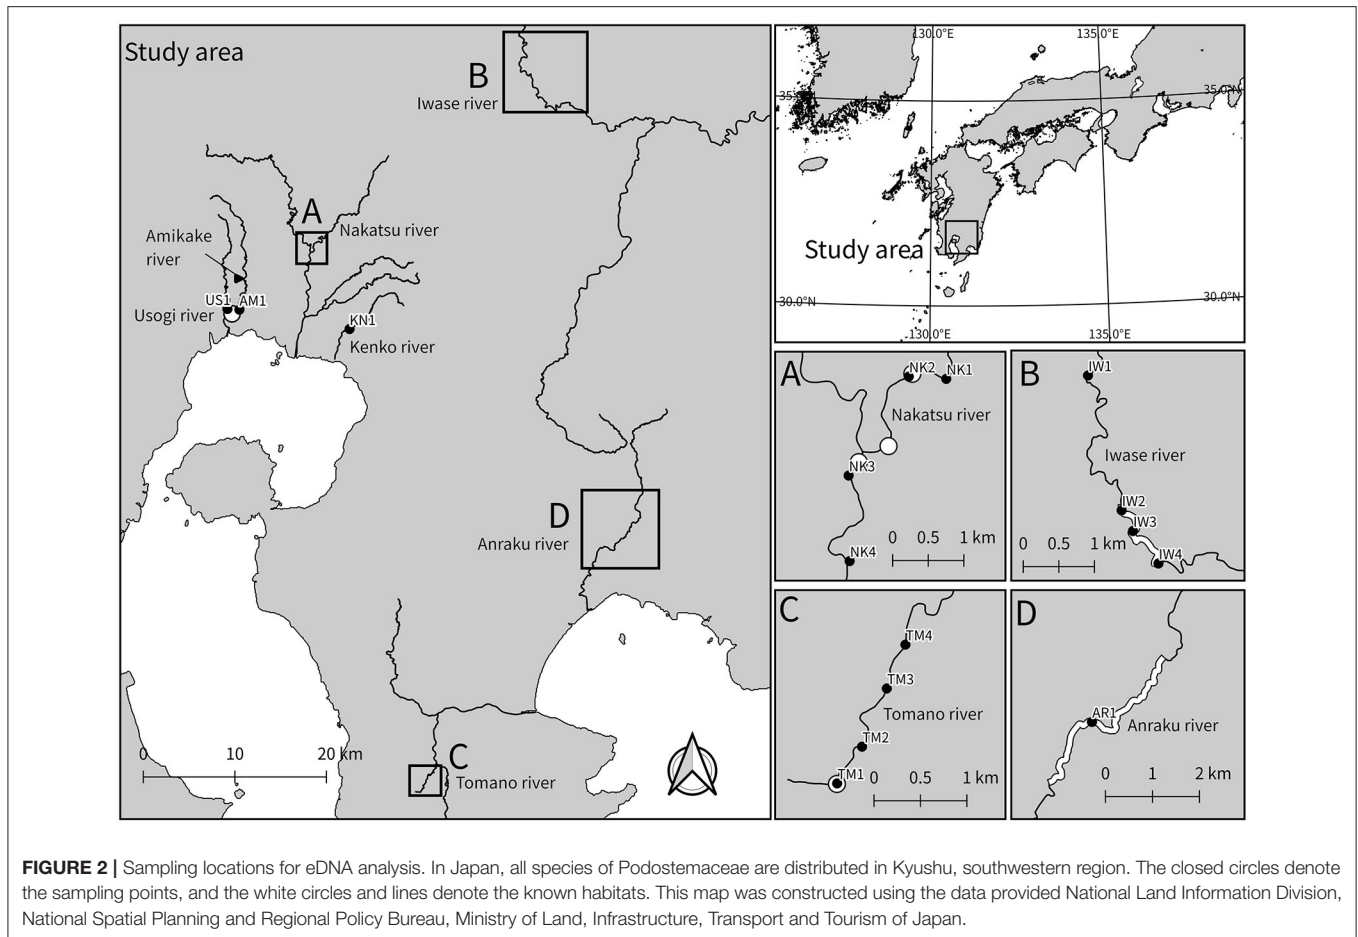 Study area
B
Iwase river
A
Nakatsu river
Amikake
river
US1 AM1
Usogi river
KN1
Kenko river
D
Anraku river
0 10 20 km
C
Tomano river
130.0°E 135.0°E
35.0°N
30.0°N 30.0°N
130.0°E 135.0°E
Study area
A
NK2 NK1
Nakatsu river
NK3
NK4
0 0.5 1 km
B
IW1
Iwase river
IW2
IW3
IW4
0 0.5 1 km
C
TM4
TM3
Tomano river
TM2
TM1
0 0.5 1 km
D
AR1
Anraku river
0 1 2 km
FIGURE 2 | Sampling locations for eDNA analysis. In Japan, all species of Podostemaceae are distributed in Kyushu, southwestern region. The closed circles denote
the sampling points, and the white circles and lines denote the known habitats. This map was constructed using the data provided National Land Information Division,
National Spatial Planning and Regional Policy Bureau, Ministry of Land, Infrastructure, Transport and Tourism of Japan.